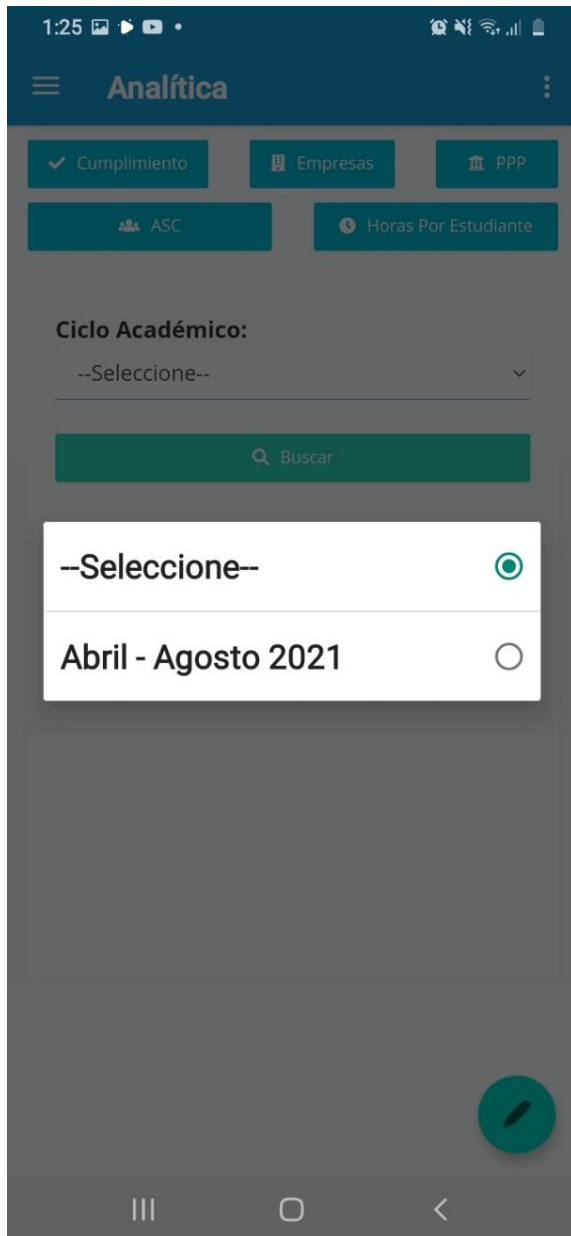 1:25
Analítica
Cumplimiento
Empresas
PPP
ASC
Horas Por Estudiante
Ciclo Académico:
--Seleccione--
Buscar
--Seleccione--
Abril - Agosto 2021